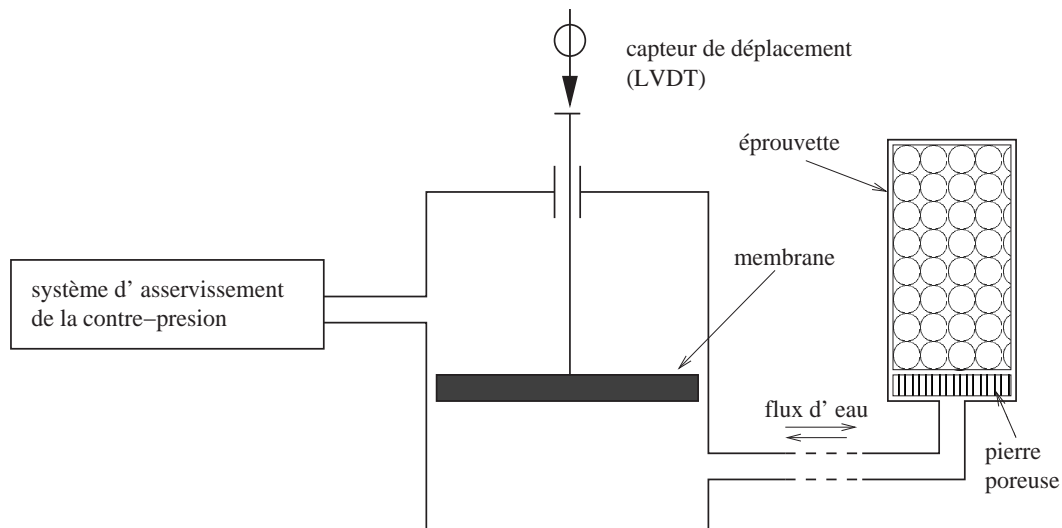 capteur de déplacement
(LVDT)
éprouvette
membrane
système d' asservissement
de la contre−presion
flux d' eau
pierre
poreuse